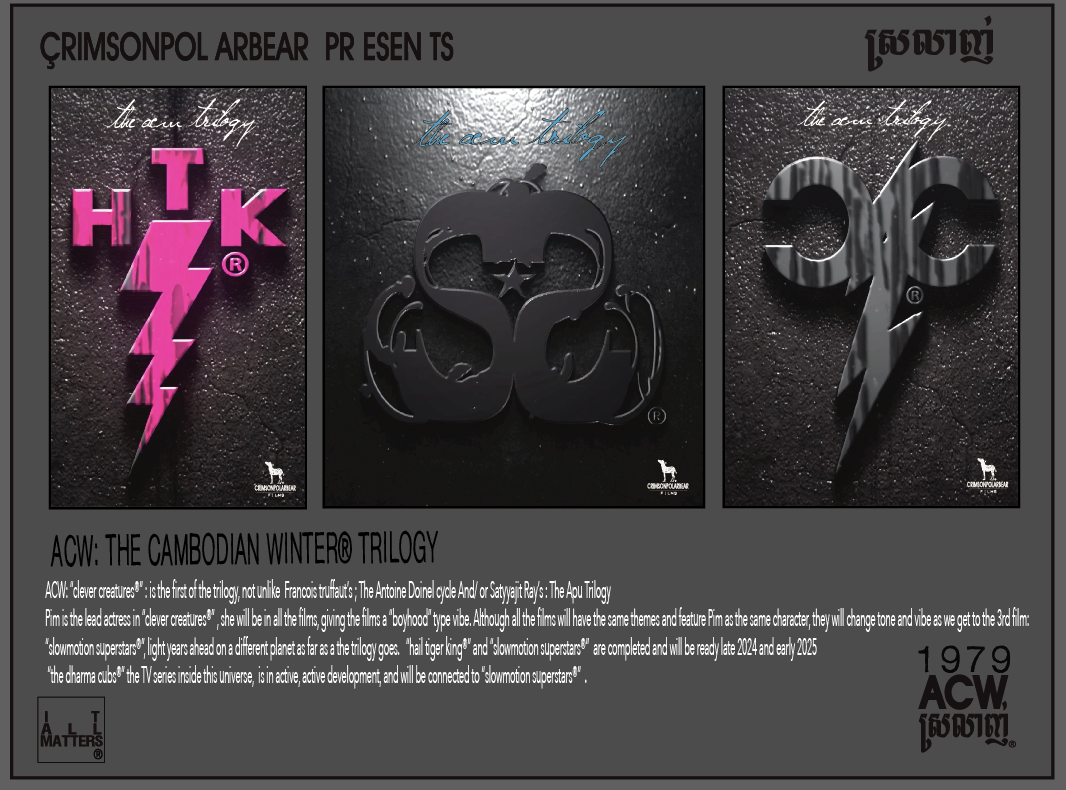 ÇRIMSONPOL ARBEAR PR ESEN TS
ស្រលាញ់
the acw trilogy
T
H K
®
CRIMSONPOLARBEAR
FILMS
the acw trilogy
®
CRIMSONPOLARBEAR
FILMS
the acw trilogy
®
CRIMSONPOLARBEAR
FILMS
ACW: THE CAMBODIAN WINTER® TRILOGY
ACW: "clever creatures®" : is the first of the trilogy, not unlike Francois truffaut's ; The Antoine Doinel cycle And/ or Satyyajit Ray's : The Apu Trilogy
Pim is the lead actress in "clever creatures®" , she will be in all the films, giving the films a "boyhood" type vibe. Although all the films will have the same themes and feature Pim as the same character, they will change tone and vibe as we get to the 3rd film:
"slowmotion superstars®", light years ahead on a different planet as far as a the trilogy goes. "hail tiger king®" and "slowmotion superstars®" are completed and will be ready late 2024 and early 2025
"the dharma cubs®" the TV series inside this universe, is in active, active development, and will be connected to "slowmotion superstars®" .
I T
A L L
MATTERS
®
1979
ACW,
ស្រលាញ់®